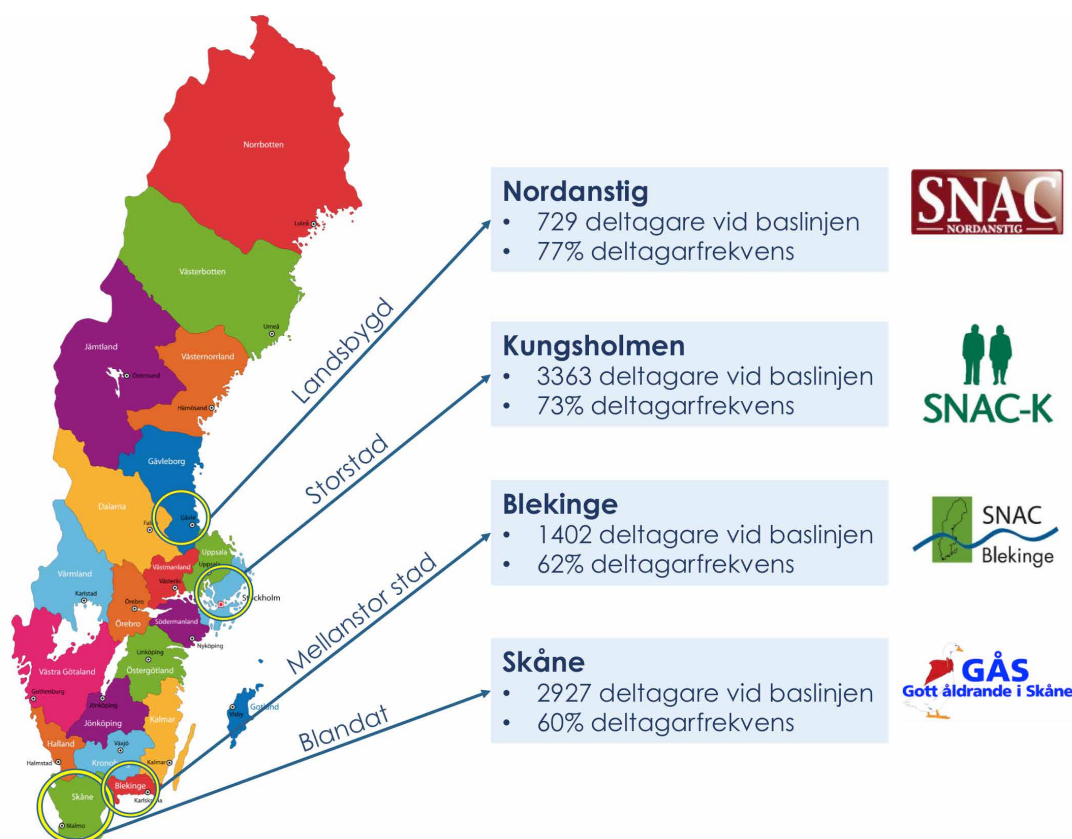 Norrbotten
Luleå
Västerbotten
Umeå
Jämtland
Östersund
Västernorrland
Härnösand
Gävleborg
Gävle
Dalarna
Uppsala
Uppsala
Västmanland
Västerås
Stockholm
Värmland
Karlstad
Örebro
Örebro
Södermanland
Nyköping
Linköping
Östergötland
Västra Götaland
Gothenburg
Jönköping
Jönköping
Kalmar
Kalmar
Visby
Gotland
Halland
Halmstad
Växjö
Blekinge
Skåne
Malmo
Landsbygd
Storstad
Mellanstor stad
Blandat
Nordanstig
• 729 deltagare vid baslinjen
• 77% deltagarfrekvens
SNAC
NORDANSTIG
Kungsholmen
• 3363 deltagare vid baslinjen
• 73% deltagarfrekvens
SNAC-K
Blekinge
• 1402 deltagare vid baslinjen
• 62% deltagarfrekvens
SNAC
Blekinge
Skåne
• 2927 deltagare vid baslinjen
• 60% deltagarfrekvens
GÅS
Gott åldrande i Skåne